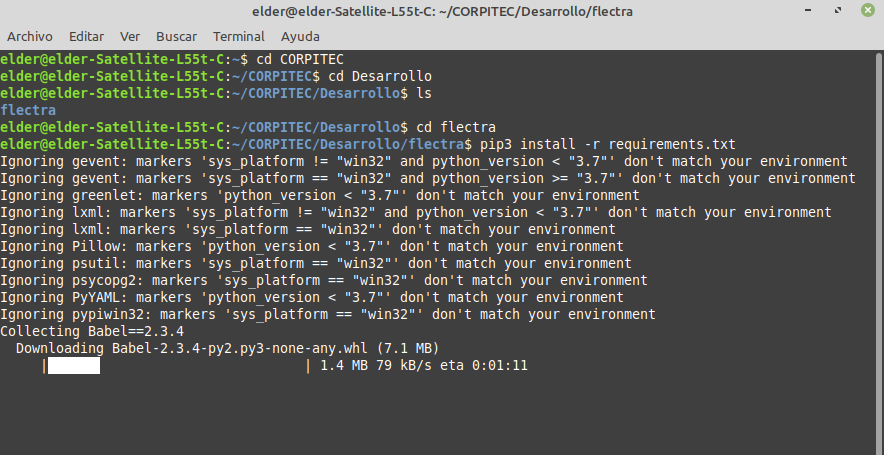 elder@elder-Satellite-L55t-C: ~/CORPITEC/Desarrollo/flectra
Archivo Editar Ver Buscar Terminal Ayuda
elder@elder-Satellite-L55t-C:~$ cd CORPITEC
elder@elder-Satellite-L55t-C:~/CORPITEC$ cd Desarrollo
elder@elder-Satellite-L55t-C:~/CORPITEC/Desarrollo$ ls
flectra
elder@elder-Satellite-L55t-C:~/CORPITEC/Desarrollo$ cd flectra
elder@elder-Satellite-L55t-C:~/CORPITEC/Desarrollo/flectra$ pip3 install -r requirements.txt
Ignoring gevent: markers 'sys_platform != "win32" and python_version < "3.7"' don't match your environment
Ignoring gevent: markers 'sys_platform == "win32" and python_version >= "3.7"' don't match your environment
Ignoring greenlet: markers 'python_version < "3.7"' don't match your environment
Ignoring lxml: markers 'sys_platform != "win32" and python_version < "3.7"' don't match your environment
Ignoring lxml: markers 'sys_platform == "win32"' don't match your environment
Ignoring Pillow: markers 'python_version < "3.7"' don't match your environment
Ignoring psutil: markers 'sys_platform == "win32"' don't match your environment
Ignoring psycopg2: markers 'sys_platform == "win32"' don't match your environment
Ignoring PyYAML: markers 'python_version < "3.7"' don't match your environment
Ignoring pypiwin32: markers 'sys_platform == "win32"' don't match your environment
Collecting Babel==2.3.4
  Downloading Babel-2.3.4-py2.py3-none-any.whl (7.1 MB)
     |██████                         | 1.4 MB 79 kB/s eta 0:01:11